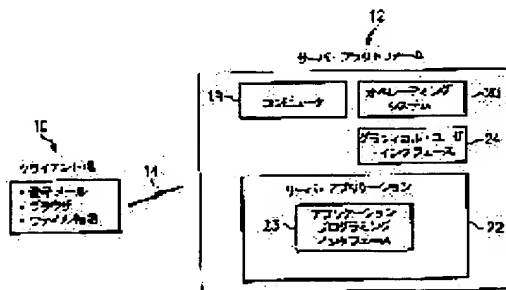 12
サーバ・プラットフォーム
19
コンピュータ
オペレーティング
システム
20
グラフィカル・ユーザ
インタフェース
24
10
クライアント端
・電子メール
・ブラウザ
・ファイル転送
14
サーバ・アプリケーション
23
アプリケーション
プログラミング
インタフェース
22